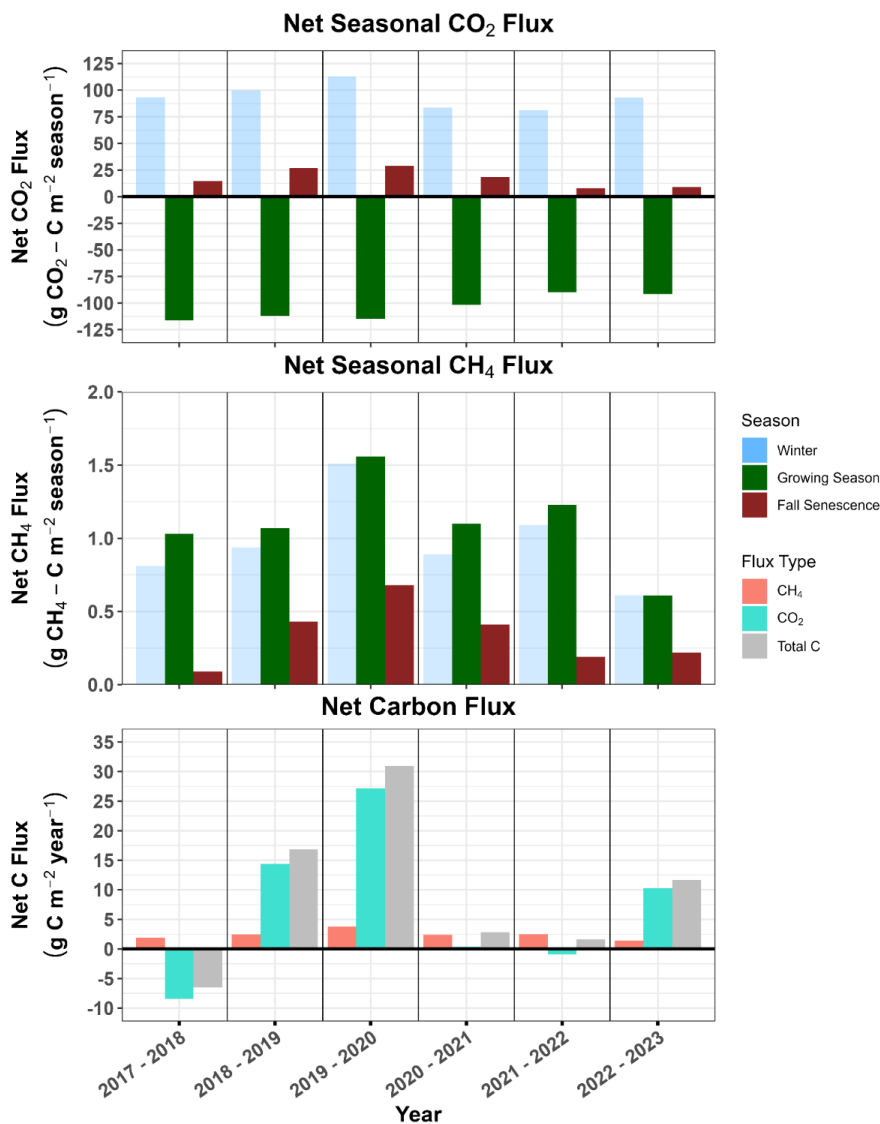 Net Seasonal CO₂ Flux
Net CO₂ Flux
(g CO₂ − C m⁻² season⁻¹)
125
100
75
50
25
0
-25
-50
-75
-100
-125
Net Seasonal CH₄ Flux
Net CH₄ Flux
(g CH₄ − C m⁻² season⁻¹)
2.0
1.5
1.0
0.5
0.0
Season
Winter
Growing Season
Fall Senescence
Flux Type
CH₄
CO₂
Total C
Net Carbon Flux
Net C Flux
(g C m⁻² year⁻¹)
35
30
25
20
15
10
5
0
-5
-10
2017 - 2018
2018 - 2019
2019 - 2020
2020 - 2021
2021 - 2022
2022 - 2023
Year